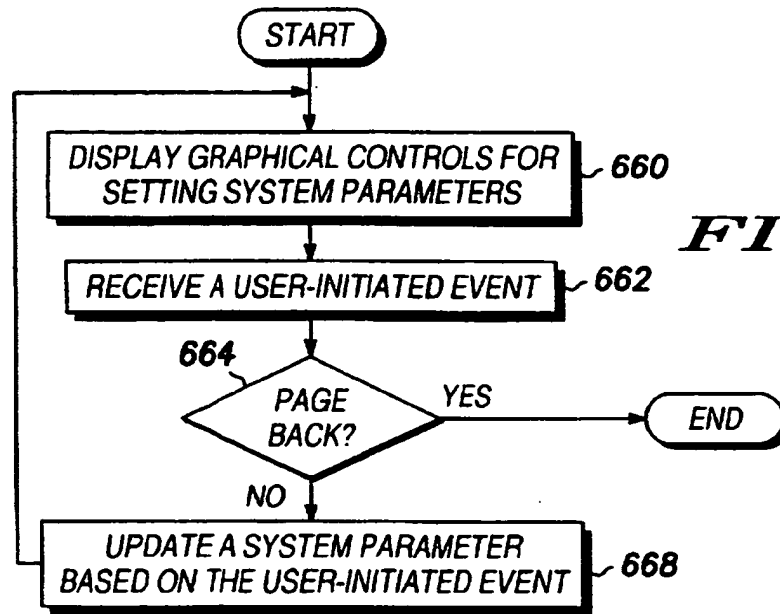 START
DISPLAY GRAPHICAL CONTROLS FOR
SETTING SYSTEM PARAMETERS
660
FI
RECEIVE A USER-INITIATED EVENT
662
664
PAGE
BACK?
YES
END
NO
UPDATE A SYSTEM PARAMETER
BASED ON THE USER-INITIATED EVENT
668